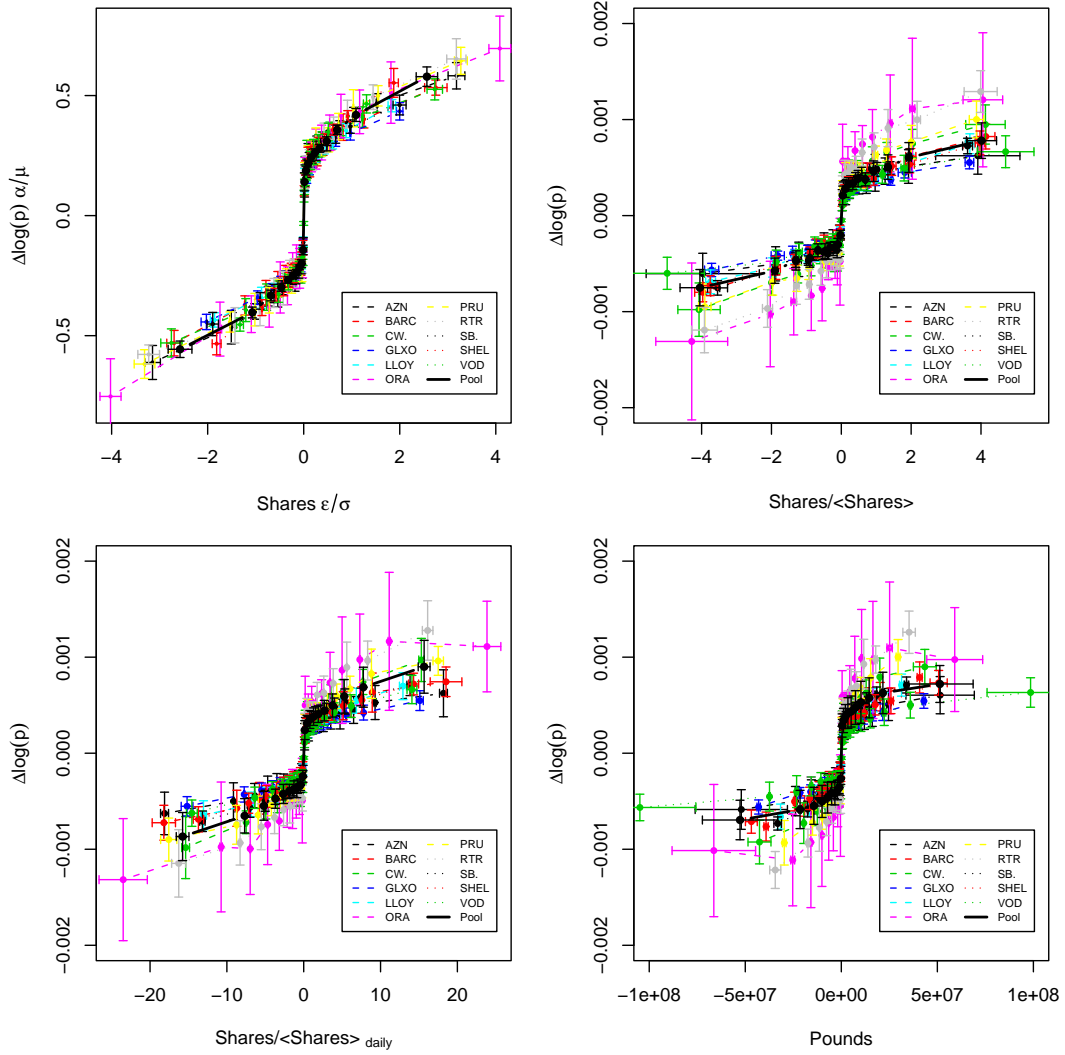 Δlog(p) α/μ
0.5
0.0
−0.5
−4 −2 0 2 4
Shares ε/σ
AZN PRU
BARC RTR
CW. SB.
GLXO SHEL
LLOY VOD
ORA Pool
Δlog(p)
0.002
0.001
0.000
−0.001
−0.002
−4 −2 0 2 4
Shares/<Shares>
AZN PRU
BARC RTR
CW. SB.
GLXO SHEL
LLOY VOD
ORA Pool
Δlog(p)
0.002
0.001
0.000
−0.001
−0.002
−20 −10 0 10 20
Shares/<Shares> daily
AZN PRU
BARC RTR
CW. SB.
GLXO SHEL
LLOY VOD
ORA Pool
Δlog(p)
0.002
0.001
0.000
−0.001
−0.002
−1e+08 −5e+07 0e+00 5e+07 1e+08
Pounds
AZN PRU
BARC RTR
CW. SB.
GLXO SHEL
LLOY VOD
ORA Pool